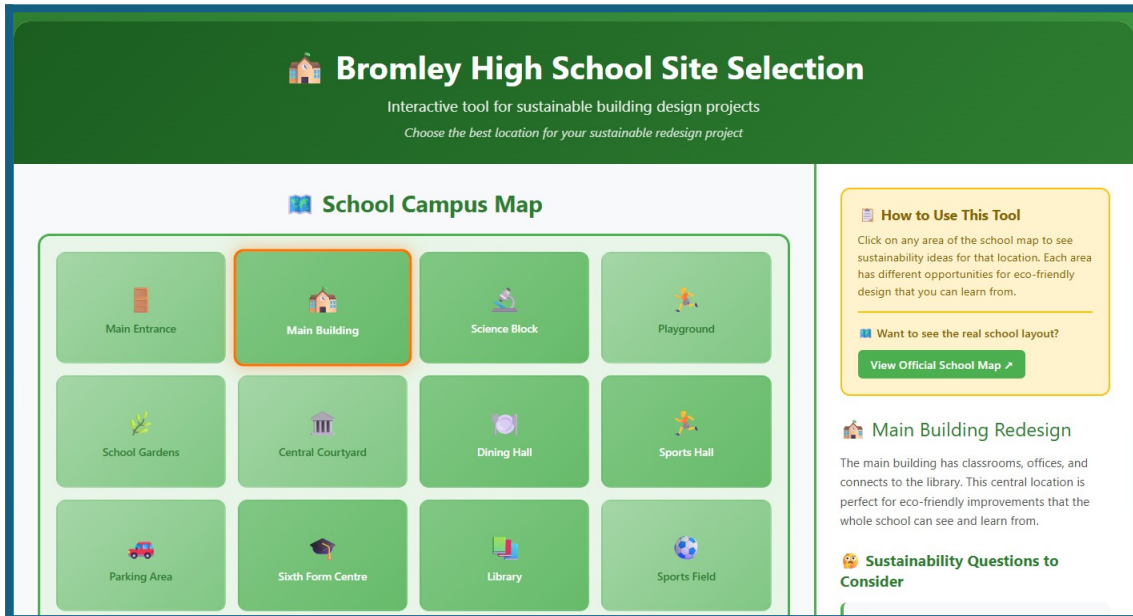 Bromley High School Site Selection
Interactive tool for sustainable building design projects
Choose the best location for your sustainable redesign project
School Campus Map
Main Entrance
Main Building
Science Block
Playground
School Gardens
Central Courtyard
Dining Hall
Sports Hall
Parking Area
Sixth Form Centre
Library
Sports Field
How to Use This Tool
Click on any area of the school map to see
sustainability ideas for that location. Each area
has different opportunities for eco-friendly
design that you can learn from.
Want to see the real school layout?
View Official School Map ↗
Main Building Redesign
The main building has classrooms, offices, and
connects to the library. This central location is
perfect for eco-friendly improvements that the
whole school can see and learn from.
Sustainability Questions to
Consider